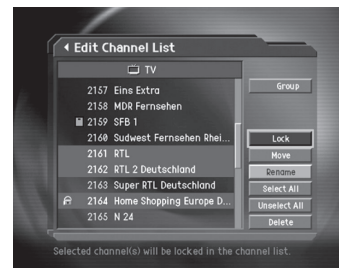 Edit Channel List
TV
2157 Eins Extra
2158 MDR Fernsehen
2159 SFB 1
2160 Sudwest Fernsehen Rhei...
2161 RTL
2162 RTL 2 Deutschland
2163 Super RTL Deutschland
2164 Home Shopping Europe D...
2165 N 24
Group
Lock
Move
Rename
Select All
Unselect All
Delete
Selected channel(s) will be locked in the channel list.